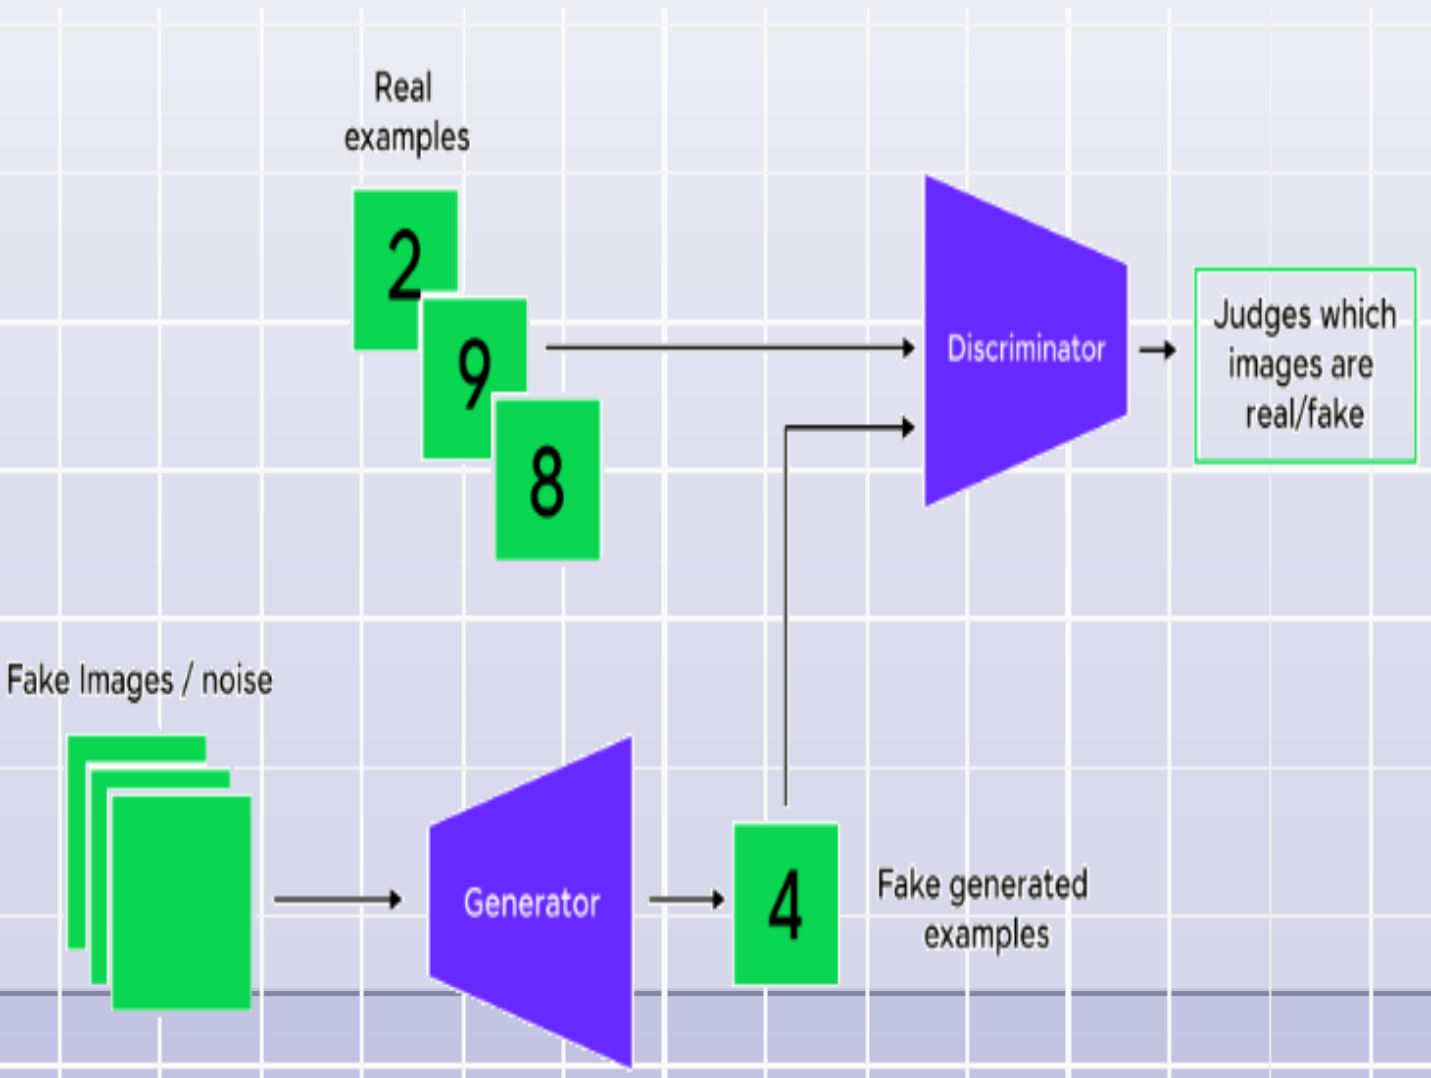 Real
examples
2
9
8
Discriminator
Judges which
images are
real/fake
Fake Images / noise
Generator
4
Fake generated
examples